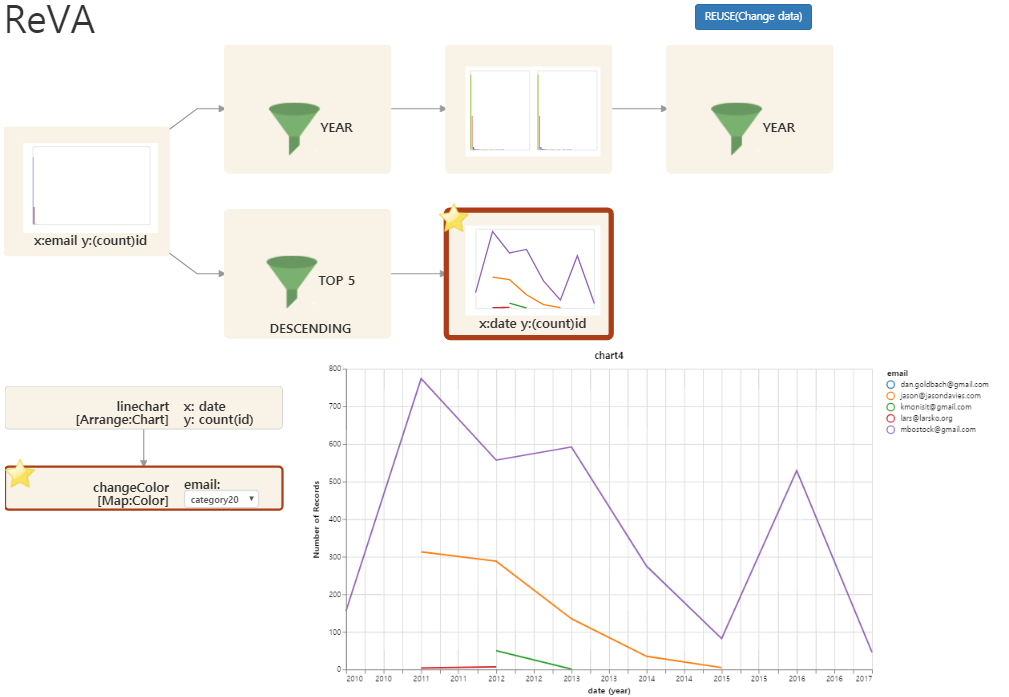 ReVA
REUSE(Change data)
YEAR
YEAR
x:email y:(count)id
TOP 5
DESCENDING
x:date y:(count)id
linechart x: date
[Arrange:Chart] y: count(id)
changeColor email:
[Map:Color] category20
chart4
Number of Records
800
700
600
500
400
300
200
100
0
2010 2010 2011 2011 2012 2012 2013 2013 2014 2014 2015 2015 2016 2016 2017
date (year)
email
dan.goldbach@gmail.com
jason@jasondavies.com
kmonisit@gmail.com
lars@larsko.org
mbostock@gmail.com